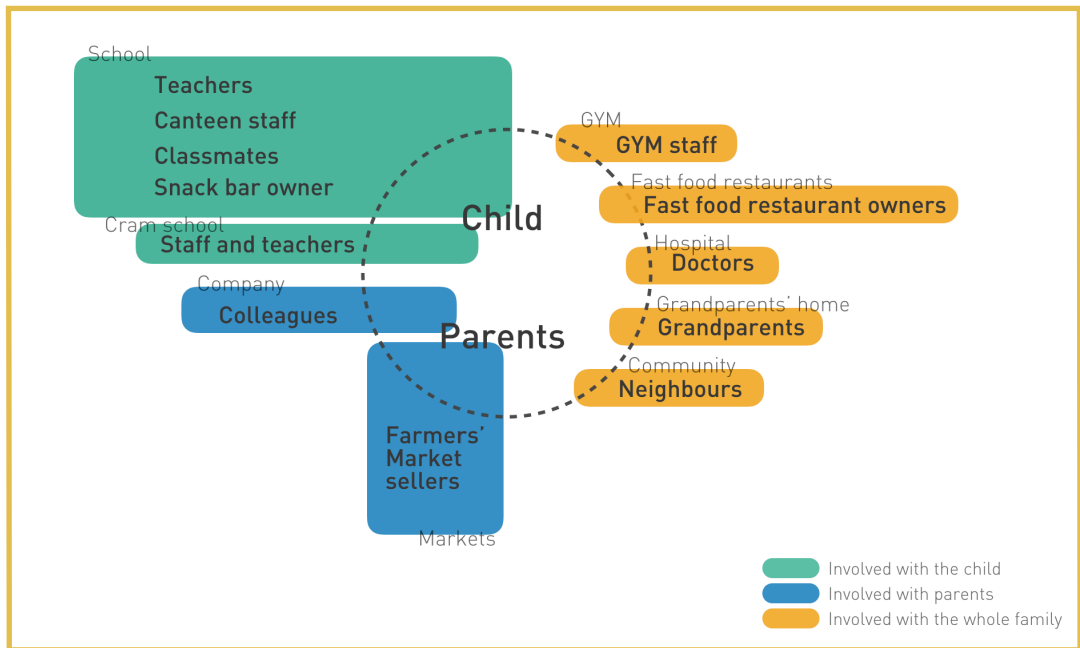 School
Teachers
Canteen staff
Classmates
Snack bar owner
Cram school
Staff and teachers
Company
Colleagues
Child
Parents
Farmers’
Market
sellers
Markets
GYM
GYM staff
Fast food restaurants
Fast food restaurant owners
Hospital
Doctors
Grandparents’ home
Grandparents
Community
Neighbours
Involved with the child
Involved with parents
Involved with the whole family